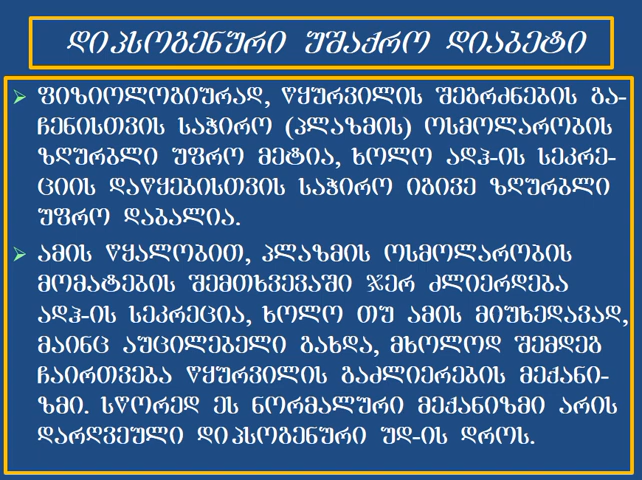 დიპსოგენური უშაქრო დიაბეტი
ფიზიოლოგიურად, წყურვილის შეგრძნების გა-
ჩენისთვის საჭირო (პლაზმის) ოსმოლარობის
ზღურბლი უფრო მეტია, ხოლო ადჰ-ის სეკრე-
ციის დაწყებისთვის საჭირო იგივე ზღურბლი
უფრო დაბალია.
ამის წყალობით, პლაზმის ოსმოლარობის
მომატების შემთხვევაში ჯერ ძლიერდება
ადჰ-ის სეკრეცია, ხოლო თუ ამის მიუხედავად,
მაინც აუცილებელი გახდა, მხოლოდ შემდეგ
ჩაირთვება წყურვილის გაძლიერების მექანი-
ზმი. სწორედ ეს ნორმალური მექანიზმი არის
დარღვეული დიპსოგენური უდ-ის დროს.